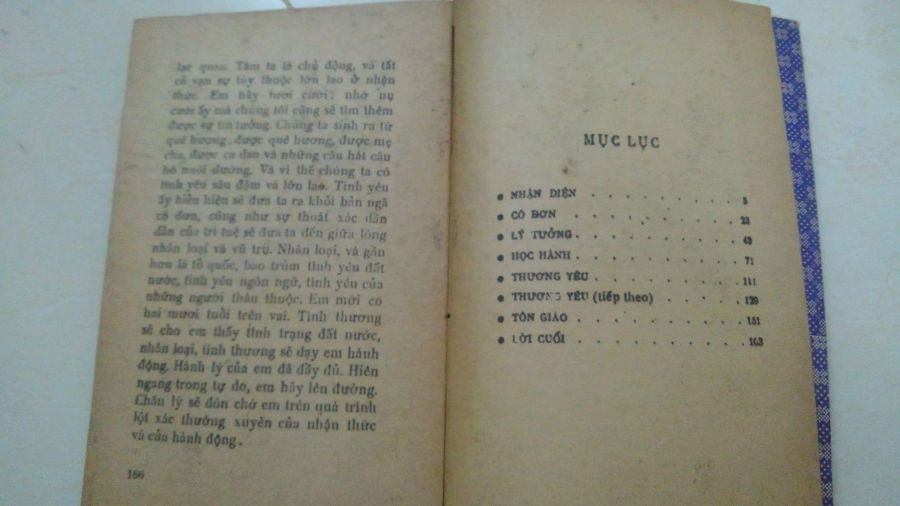 lạc quan. Tâm ta là chủ động, và tất
cả vạn sự tùy thuộc lớn lao ở nhận
thức. Em hãy tươi cười: nhờ nụ
cười ấy mà chúng tôi cũng sẽ tìm thêm
được sự tin tưởng. Chúng ta sinh ra từ
quê hương: được quê hương, được mẹ
cha, được ca dao và những câu hát câu
hò nuôi dưỡng. Và vì thế chúng ta có
tình yêu sâu đậm và lớn lao. Tình yêu
ấy biểu hiện sẽ đưa ta ra khỏi bản ngã
cô đơn, cũng như sự thoát xác dần
dần của trí tuệ sẽ đưa ta đến giữa lòng
nhân loại và vũ trụ. Nhân loại, và gần
hơn là tổ quốc, bao trùm tình yêu đất
nước, tình yêu ngôn ngữ, tình yêu của
những người thân thuộc. Em mới có
hai mươi tuổi trên vai. Tình thương
sẽ cho em thấy tình trạng đất nước,
nhân loại, tình thương sẽ dạy em hành
động. Hành lý của em đã đầy đủ. Hiên
ngang trong tự do, em hãy lên đường.
Chân lý sẽ đón chờ em trên quá trình
lột xác thường xuyên của nhận thức
và của hành động.
166
MỤC LỤC
● NHẬN DIỆN . . . . . . . . . . 5
● CÔ ĐƠN . . . . . . . . . . 23
● LÝ TƯỞNG . . . . . . . . . . 43
● HỌC HÀNH . . . . . . . . . . 71
● THƯƠNG YÊU . . . . . . . . . 111
● THƯƠNG YÊU (tiếp theo) . . . . . . 129
● TÔN GIÁO . . . . . . . . . . 151
● LỜI CUỐI . . . . . . . . . . 163